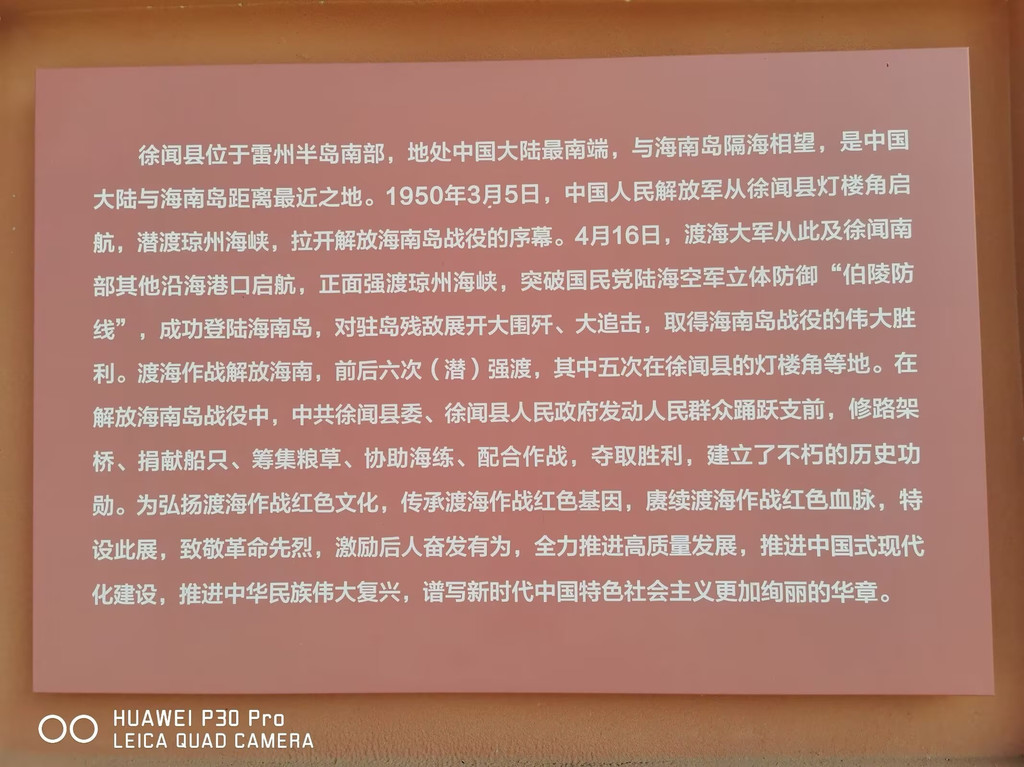 徐闻县位于雷州半岛南部，地处中国大陆最南端，与海南岛隔海相望，是中国
大陆与海南岛距离最近之地。1950年3月5日，中国人民解放军从徐闻县灯楼角启
航，潜渡琼州海峡，拉开解放海南岛战役的序幕。4月16日，渡海大军从此及徐闻南
部其他沿海港口启航，正面强渡琼州海峡，突破国民党陆海空军立体防御“伯陵防
线”，成功登陆海南岛，对驻岛残敌展开大围歼、大追击，取得海南岛战役的伟大胜
利。渡海作战解放海南，前后六次（潜）强渡，其中五次在徐闻县的灯楼角等地。在
解放海南岛战役中，中共徐闻县委、徐闻县人民政府发动人民群众踊跃支前，修路架
桥、捐献船只、筹集粮草、协助海练、配合作战，夺取胜利，建立了不朽的历史功
勋。为弘扬渡海作战红色文化，传承渡海作战红色基因，赓续渡海作战红色血脉，特
设此展，致敬革命先烈，激励后人奋发有为，全力推进高质量发展，推进中国式现代
化建设，推进中华民族伟大复兴，谱写新时代中国特色社会主义更加绚丽的华章。
HUAWEI P30 Pro
LEICA QUAD CAMERA